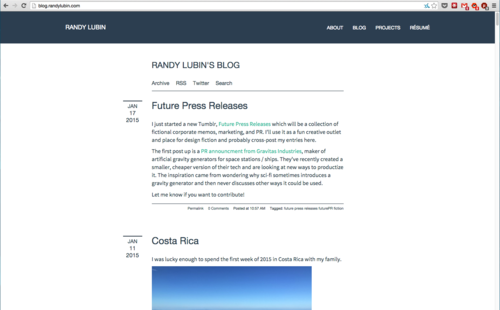 blog.randylubin.com
RANDY LUBIN
ABOUT BLOG PROJECTS RÉSUMÉ
RANDY LUBIN'S BLOG
Archive RSS Twitter Search
JAN
17
2015
Future Press Releases
I just started a new Tumblr, Future Press Releases which will be a collection of
fictional corporate memos, marketing, and PR. I'll use it as a fun creative outlet
and place for design fiction and probably cross-post my entries here.
The first post up is a PR announcment from Gravitas Industries, maker of
artificial gravity generators for space stations / ships. They've recently created a
smaller, cheaper version of their tech and are looking at new ways to productize
it. The inspiration came from wondering why sci-fi sometimes introduces a
gravity generator and then never discusses other ways it could be used.
Let me know if you want to contribute!
Permalink 0 Comments Posted at 10:57 AM Tagged: future press releases futurePR fiction
JAN
11
2015
Costa Rica
I was lucky enough to spend the first week of 2015 in Costa Rica with my family.